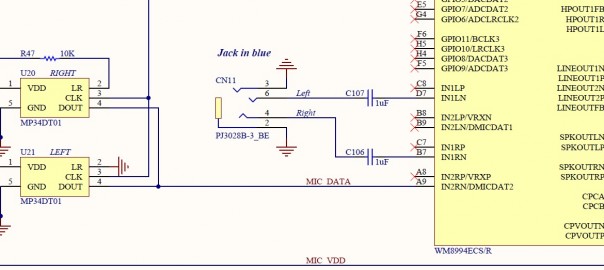 E5 GPIO7/ADCDAT2 HPOUT1FB
G4 GPIO6/ADCLRCLK2 HPOUT1R
HPOUT1L
F6 GPIO11/BCLK3
H5 GPIO10/LRCLK3
H4 GPIO8/DACDAT3
F5 GPIO9/ADCDAT3
LINEOUT1N
LINEOUT1P
C8 IN1LP LINEOUT2N
D7 IN1LN LINEOUT2P
LINEOUTFB
B8 IN2LP/VRXN
B9 IN2LN/DMICDAT1
SPKOUTLN
C7 IN1RP SPKOUTLP
B7 IN1RN
SPKOUTRN
A8 IN2RP/VRXP SPKOUTRP
A9 IN2RN/DMICDAT2
CPCA
CPCB
CPVOUTN
CPVOUTP
WM8994ECS/R
R47 10K
U20 RIGHT
1 VDD LR 2
CLK 3
5 GND DOUT 4
MP34DT01
U21 LEFT
1 VDD LR 2
CLK 3
5 GND DOUT 4
MP34DT01
Jack in blue
CN11
3
6 Left
4 Right
2
PJ3028B-3_BE
C107
1uF
C106
1uF
MIC_DATA
MIC_VDD